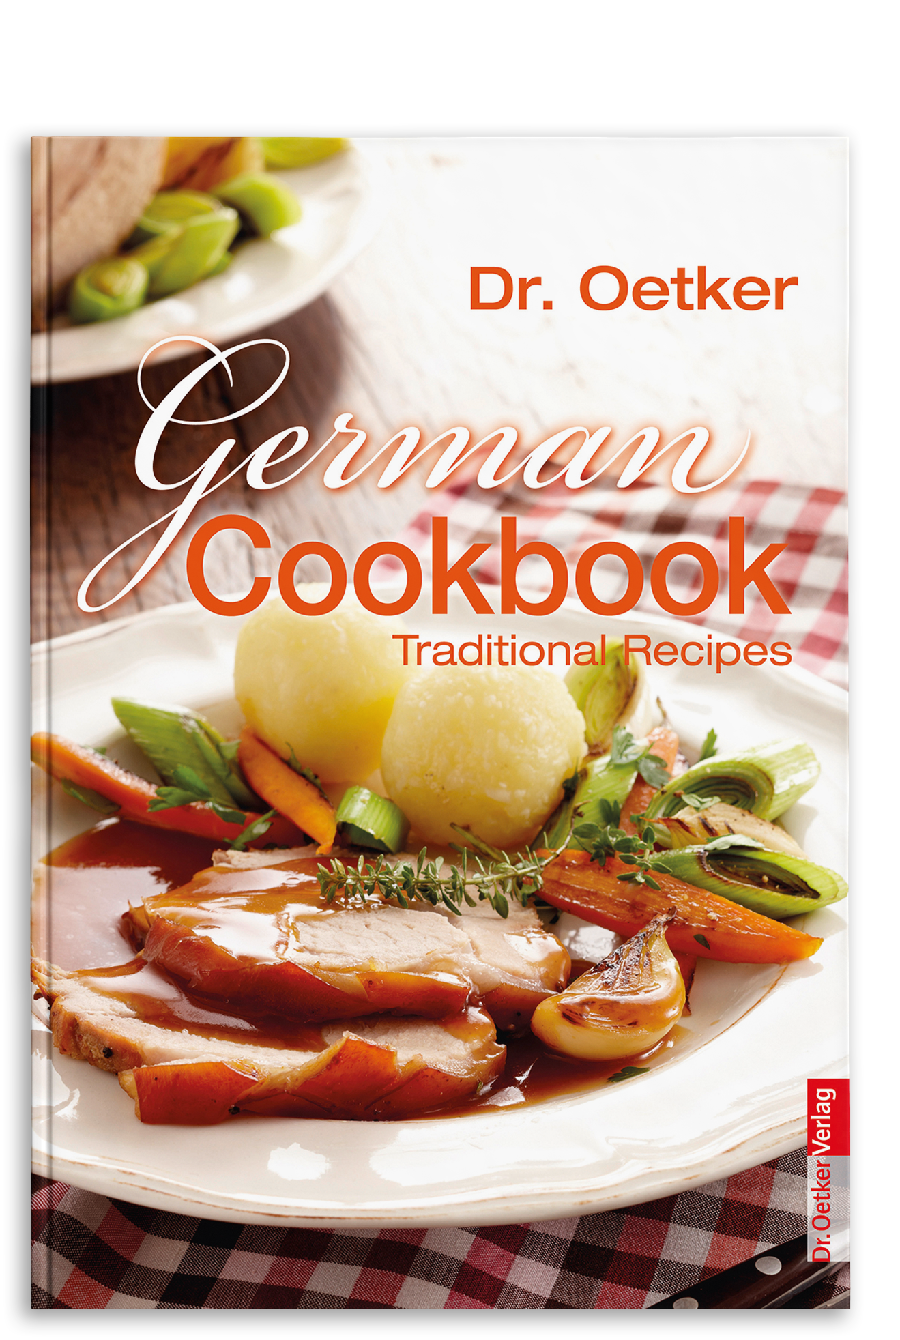 Dr. Oetker
German
Cookbook
Traditional Recipes
Dr. Oetker Verlag